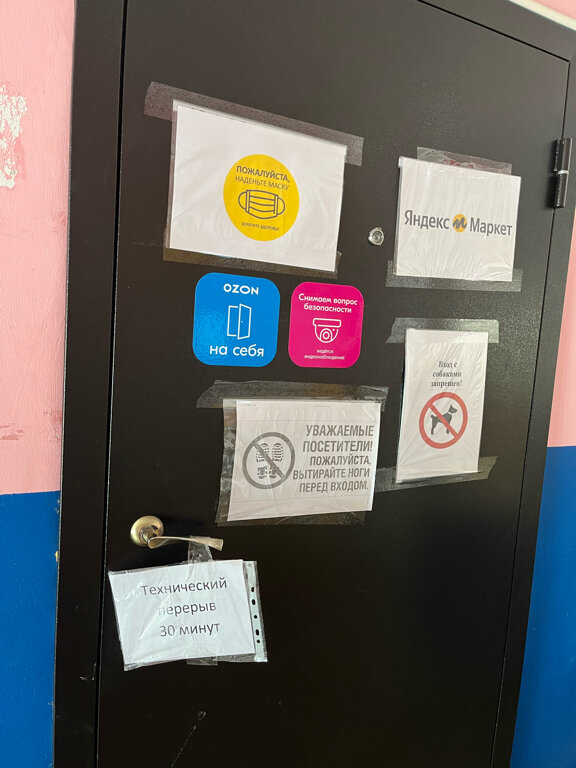 ПОЖАЛУЙСТА,
НАДЕНЬТЕ МАСКУ
БЕРЕГИТЕ ЗДОРОВЬЕ
Яндекс Маркет
OZON
на себя
Снимаем вопрос
безопасности
ведётся
видеонаблюдение
Вход с
собаками
запрещен!
УВАЖАЕМЫЕ
ПОСЕТИТЕЛИ!
ПОЖАЛУЙСТА,
ВЫТИРАЙТЕ НОГИ
ПЕРЕД ВХОДОМ.
Технический
перерыв
30 минут